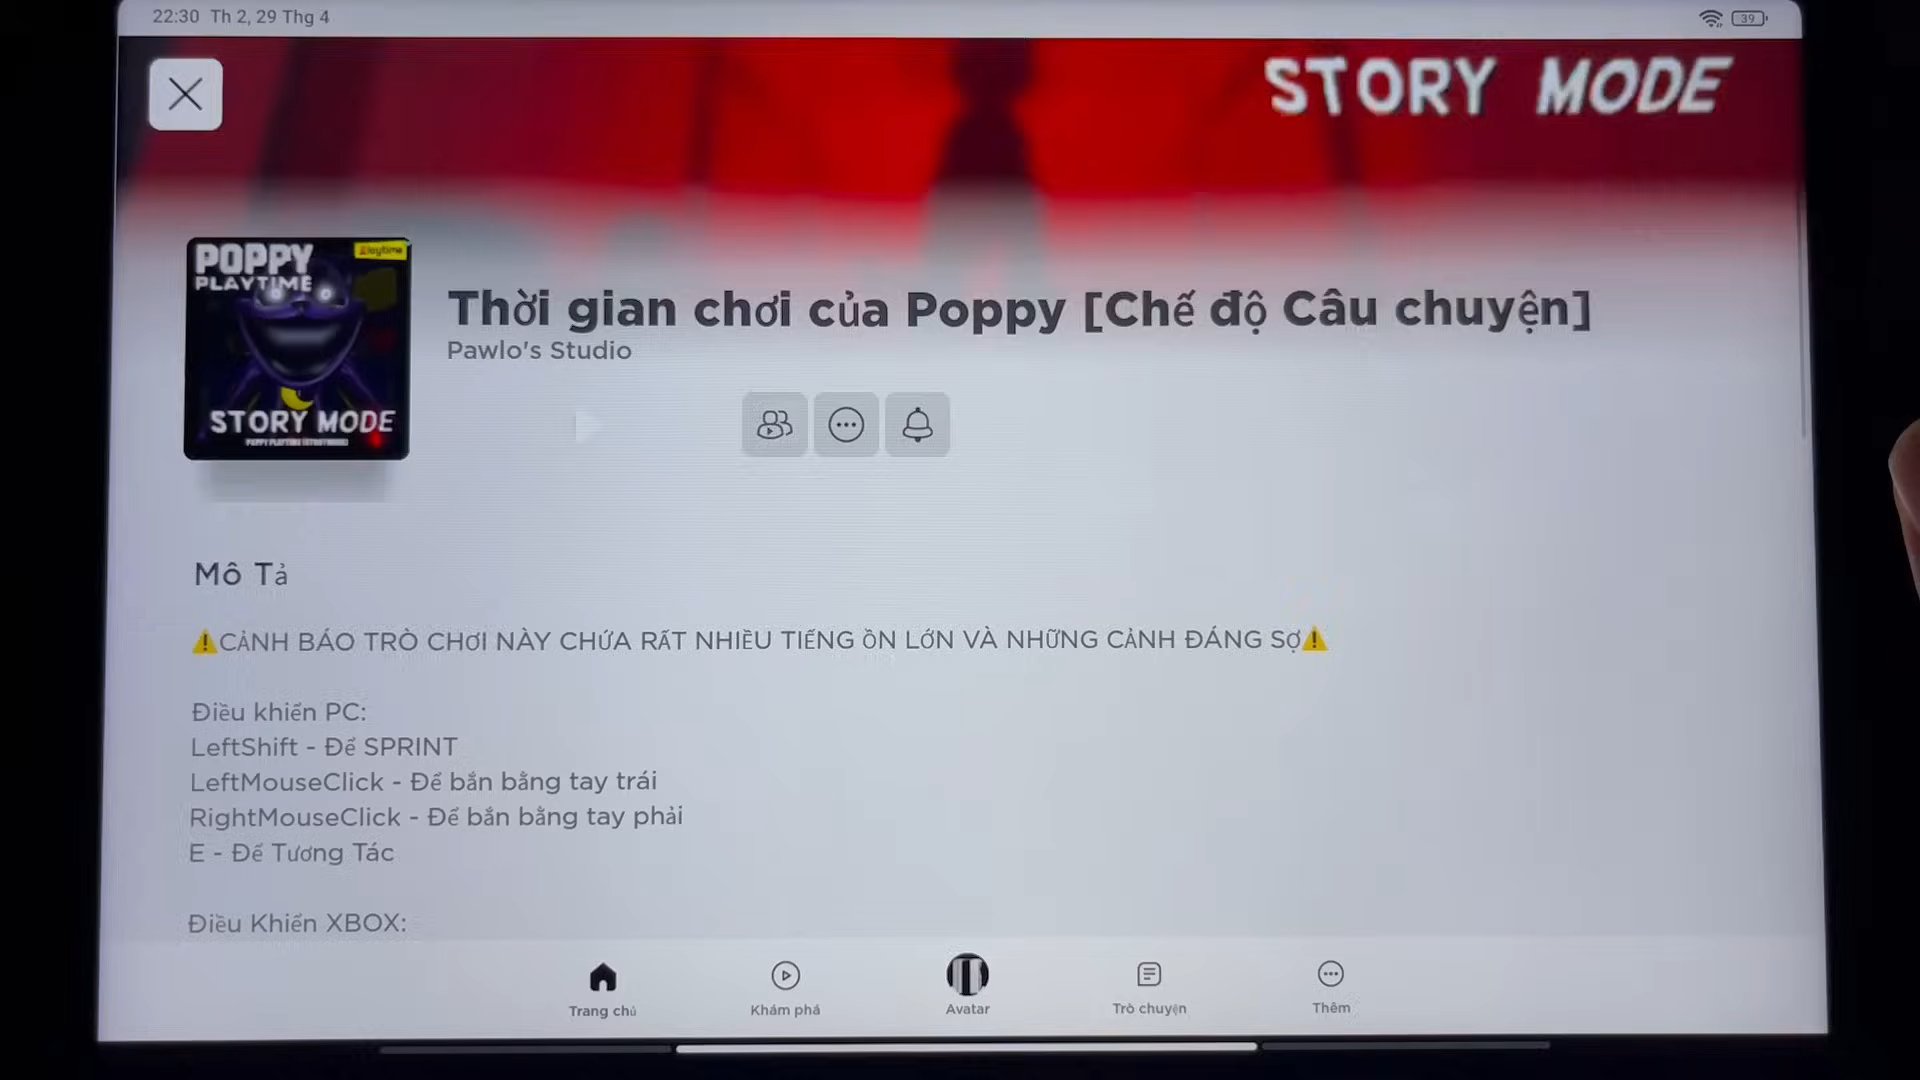 22:30 Th 2, 29 Thg 4
39
STORY MODE
POPPY
PLAYTIME
Playtime
STORY MODE
Thời gian chơi của Poppy [Chế độ Câu chuyện]
Pawlo's Studio
Mô Tả
⚠CẢNH BÁO TRÒ CHƠI NÀY CHỨA RẤT NHIỀU TIẾNG ỒN LỚN VÀ NHỮNG CẢNH ĐÁNG SỢ⚠
Điều khiển PC:
LeftShift - Để SPRINT
LeftMouseClick - Để bắn bằng tay trái
RightMouseClick - Để bắn bằng tay phải
E - Để Tương Tác
Điều Khiển XBOX:
Trang chủ
Khám phá
Avatar
Trò chuyện
Thêm